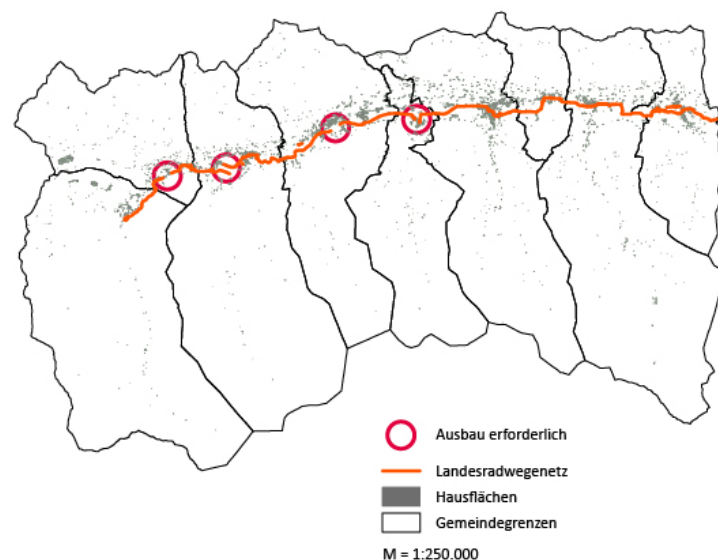 Ausbau erforderlich
Landesradwegenetz
Hausflächen
Gemeindegrenzen
M = 1:250.000